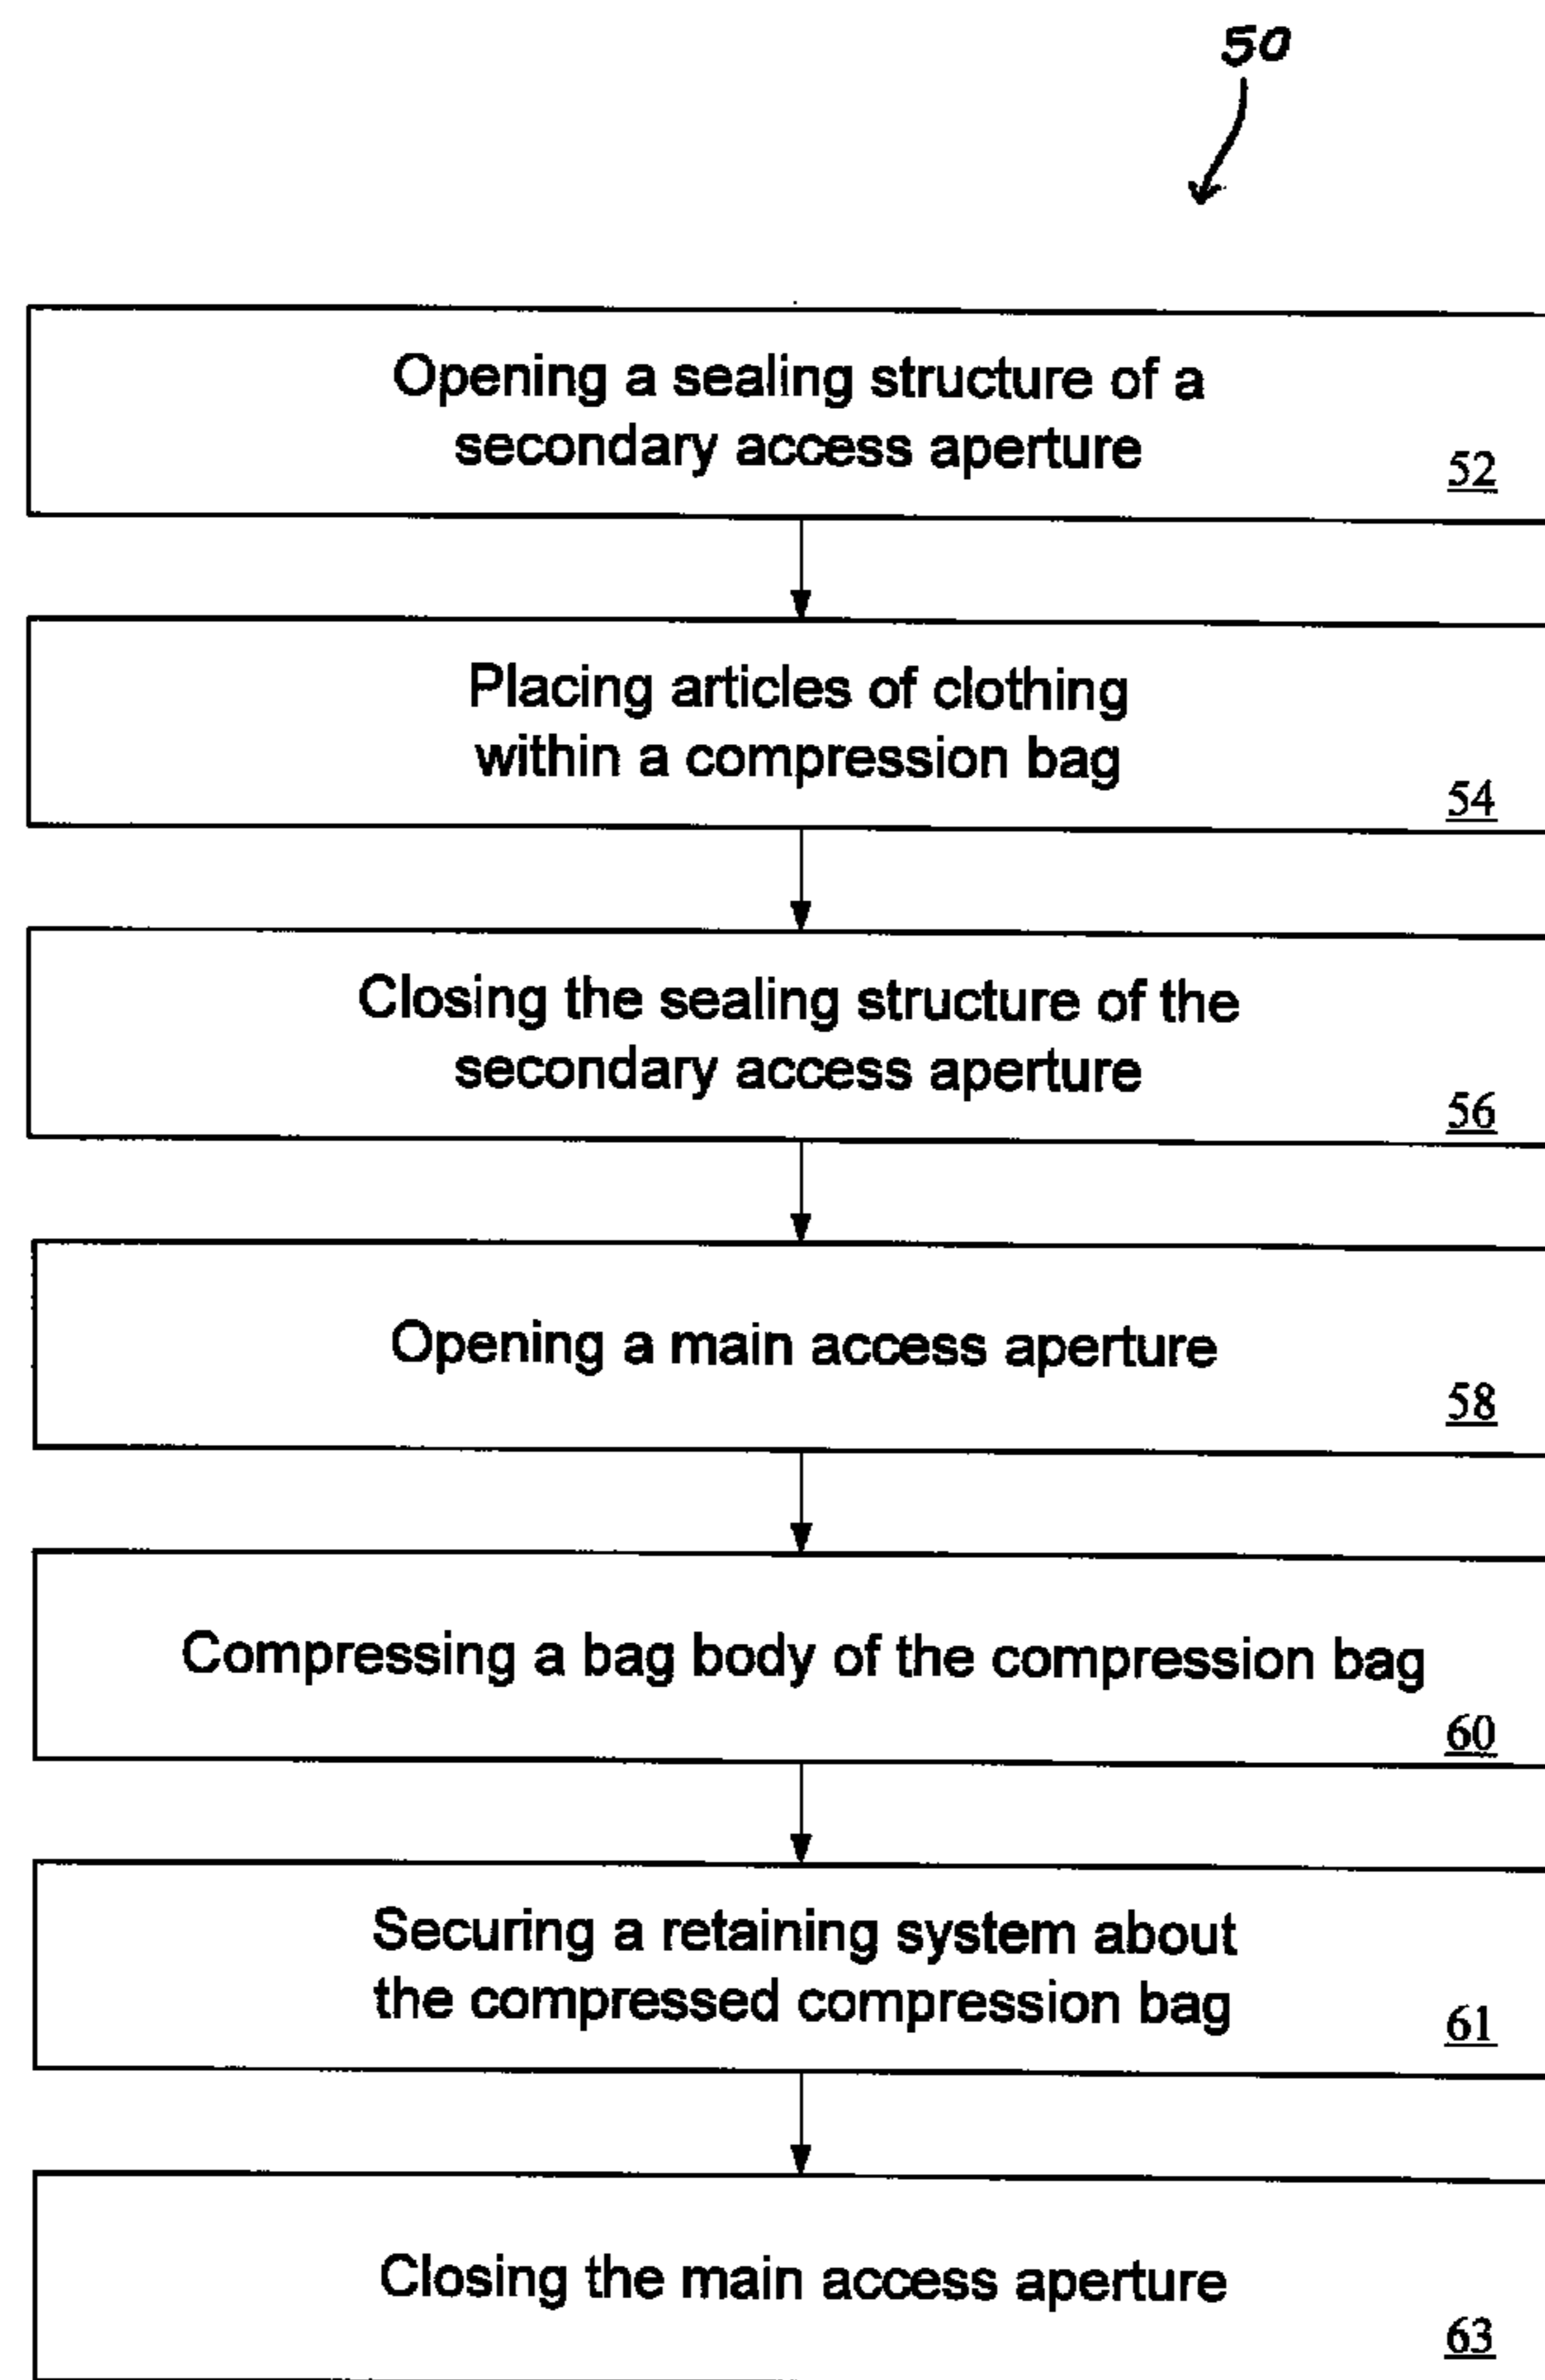 50
Opening a sealing structure of a
secondary access aperture
52
Placing articles of clothing
within a compression bag
54
Closing the sealing structure of the
secondary access aperture
56
Opening a main access aperture
58
Compressing a bag body of the compression bag
60
Securing a retaining system about
the compressed compression bag
61
Closing the main access aperture
63